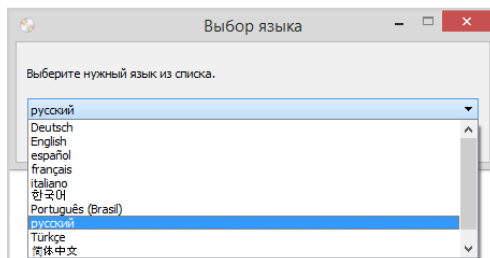 Выбор языка
Выберите нужный язык из списка.
русский
Deutsch
English
español
français
italiano
한국어
Português (Brasil)
русский
Türkçe
简体中文